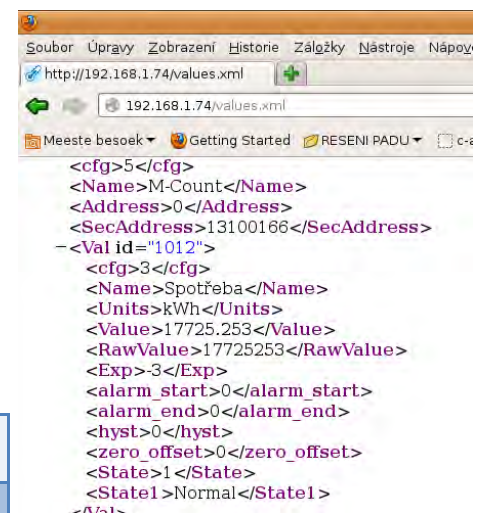 Soubor Úpravy Zobrazení Historie Záložky Nástroje
http://192.168.1.74/values.xml
192.168.1.74/values.xml
Meeste besoek Getting Started RESENI PADU
<cfg>5</cfg>
<Name>M-Count</Name>
<Address>0</Address>
<SecAddress>13100166</SecAddress>
−<Val id="1012">
<cfg>3</cfg>
<Name>Spotřeba</Name>
<Units>kWh</Units>
<Value>17725.253</Value>
<RawValue>17725253</RawValue>
<Exp>-3</Exp>
<alarm_start>0</alarm_start>
<alarm_end>0</alarm_end>
<hyst>0</hyst>
<zero_offset>0</zero_offset>
<State>1</State>
<State1>Normal</State1>
</Val>